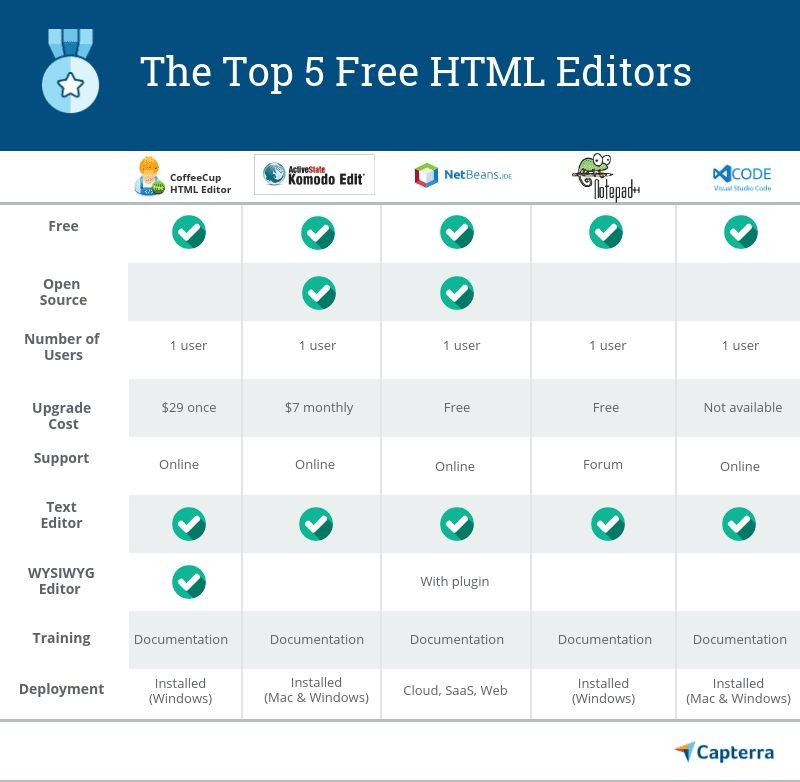 The Top 5 Free HTML Editors
CoffeeCup
HTML Editor
ActiveState
Komodo Edit
NetBeans.IDE
Notepad++
CODE
Visual Studio Code
Free
Open
Source
Number of
Users
1 user
1 user
1 user
1 user
1 user
Upgrade
Cost
$29 once
$7 monthly
Free
Free
Not available
Support
Online
Online
Online
Forum
Online
Text
Editor
WYSIWYG
Editor
With plugin
Training
Documentation
Documentation
Documentation
Documentation
Documentation
Deployment
Installed
(Windows)
Installed
(Mac & Windows)
Cloud, SaaS, Web
Installed
(Windows)
Installed
(Mac & Windows)
Capterra